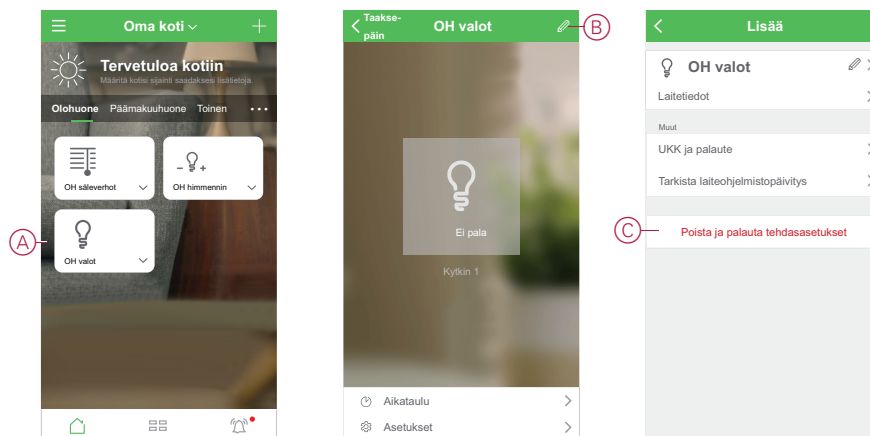 Oma koti
Tervetuloa kotiin
Määritä kotisi sijainti saadaksesi lisätietoja.
Olohuone Päämakuuhuone Toinen
OH säleverhot
OH himmennin
OH valot
A
Taakse-
päin
OH valot
B
Ei pala
Kytkin 1
Aikataulu
Asetukset
Lisää
OH valot
Laitetiedot
Muut
UKK ja palaute
Tarkista laiteohjelmistopäivitys
C
Poista ja palauta tehdasasetukset